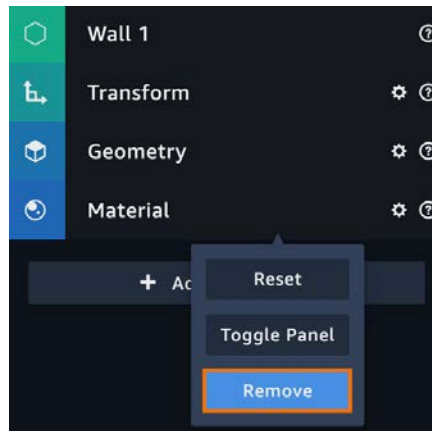 Wall 1
Transform
Geometry
Material
+ Ac
Reset
Toggle Panel
Remove